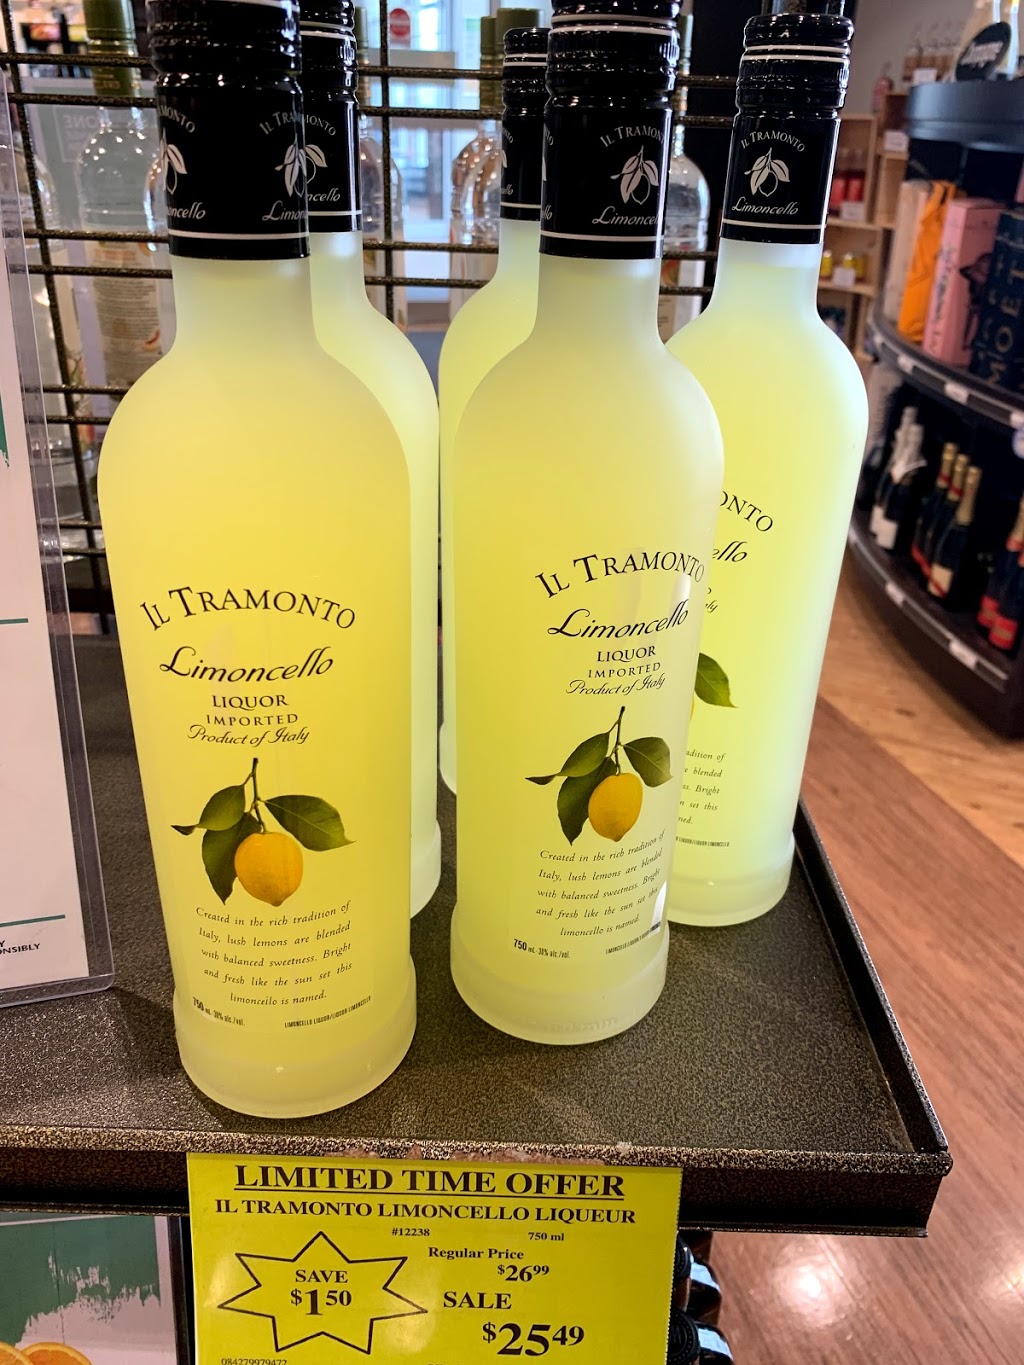 IL TRAMONTO
Limoncello
IL TRAMONTO
Limoncello
IL TRAMONTO
Limoncello
LIQUOR
IMPORTED
Product of Italy
Created in the rich tradition of
Italy, lush lemons are blended
with balanced sweetness. Bright
and fresh like the sun set this
limoncello is named.
750 mL · 30% alc./vol.
LIMONCELLO LIQUOR/LIQUOR LIMONCELLO
IL TRAMONTO
Limoncello
LIQUOR
IMPORTED
Product of Italy
Created in the rich tradition of
Italy, lush lemons are blended
with balanced sweetness. Bright
and fresh like the sun set this
limoncello is named.
750 mL · 30% alc./vol.
MOET
LIMITED TIME OFFER
IL TRAMONTO LIMONCELLO LIQUEUR
#12238 750 ml
Regular Price
$26.99
SAVE
$1.50
SALE
$25.49
084279979472